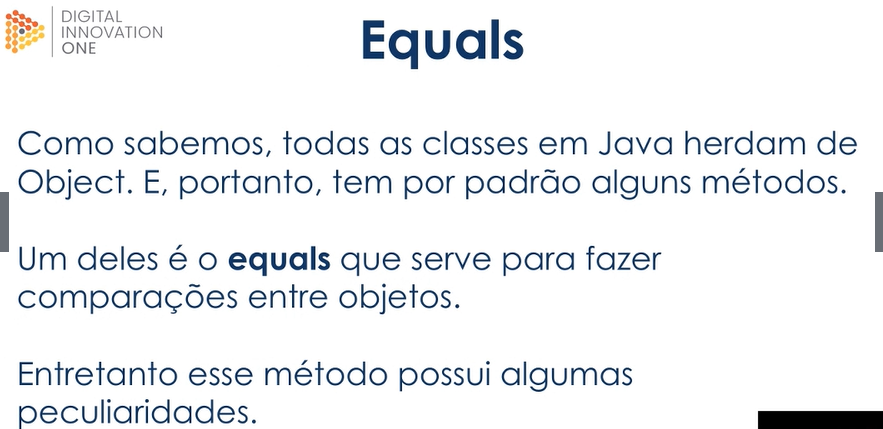 DIGITAL
INNOVATION
ONE
Equals
Como sabemos, todas as classes em Java herdam de
Object. E, portanto, tem por padrão alguns métodos.
Um deles é o equals que serve para fazer
comparações entre objetos.
Entretanto esse método possui algumas
peculiaridades.